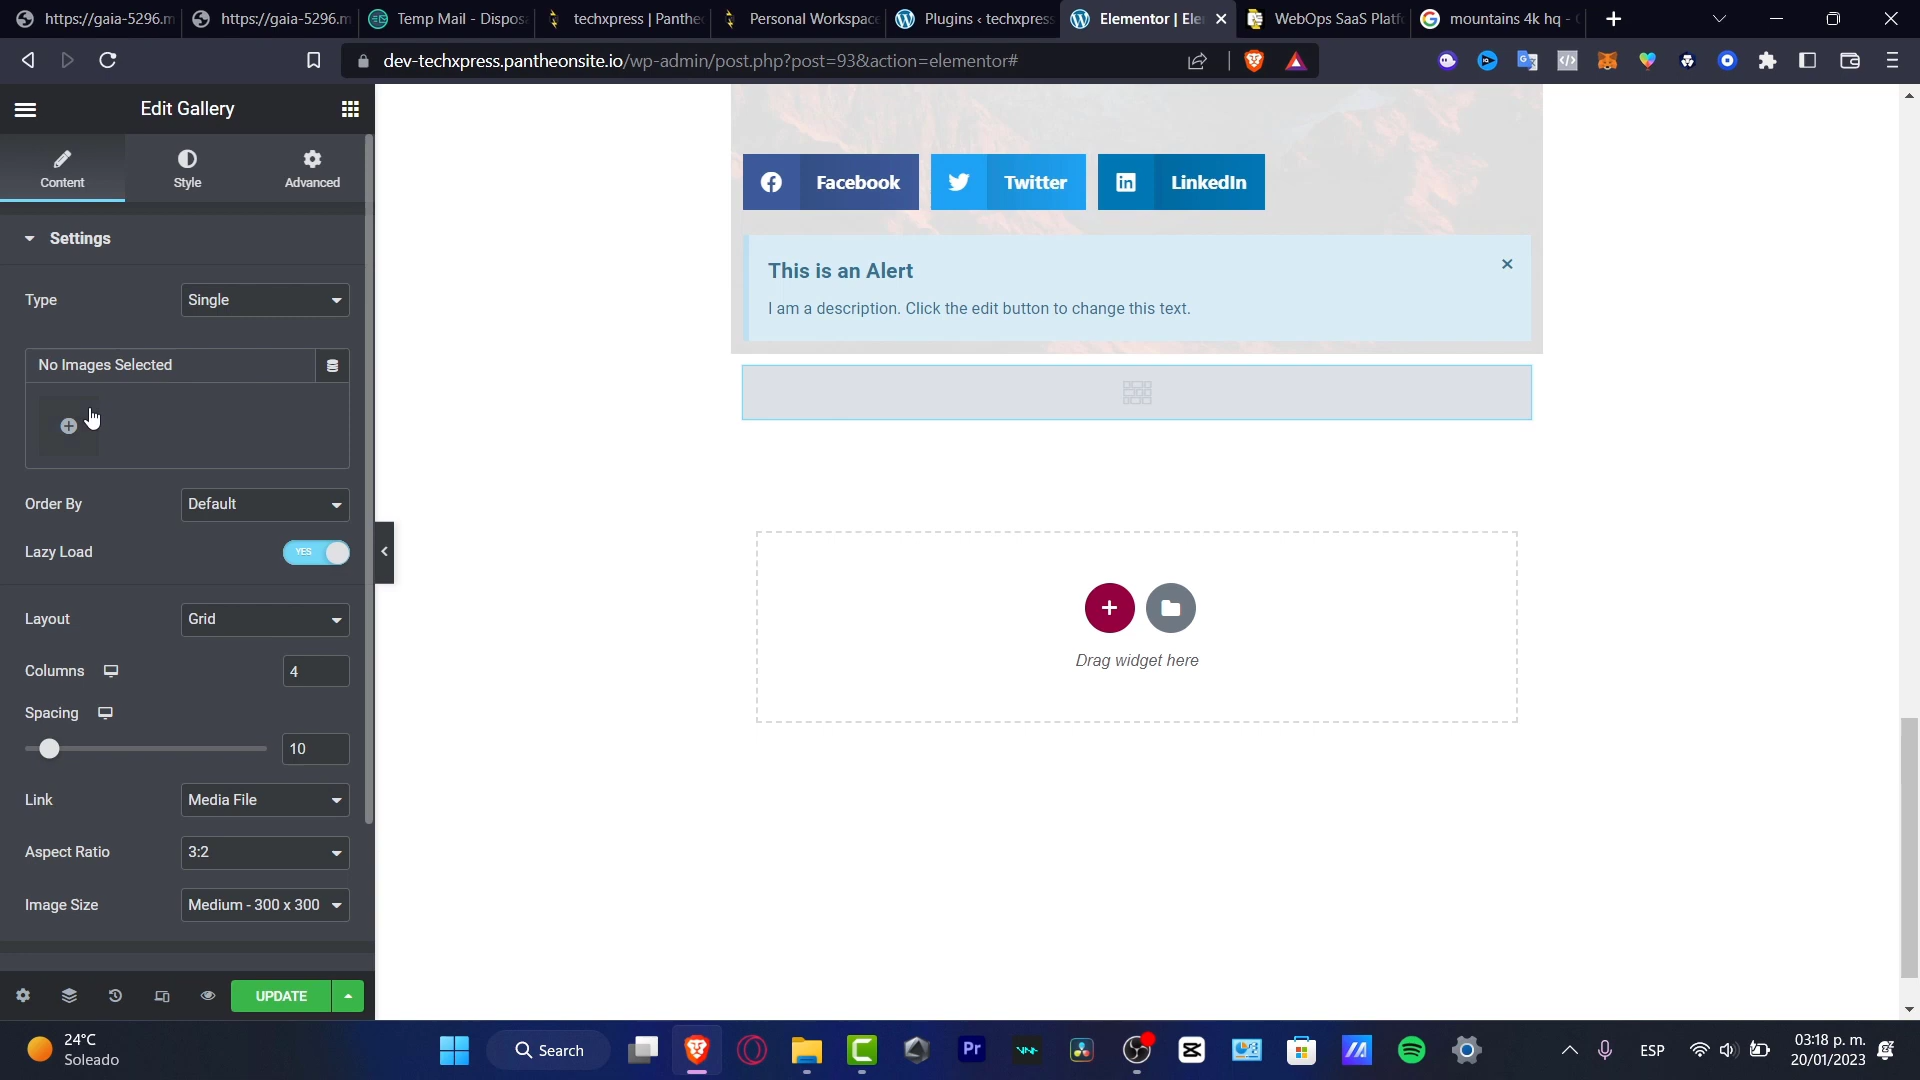 https://gaia-5296.m
https://gaia-5296.m
Temp Mail - Dispos
techxpress | Panthe
Personal Workspac
Plugins ‹ techxpress
Elementor | Ele
WebOps SaaS Platf
mountains 4k hq -
dev-techxpress.pantheonsite.io/wp-admin/post.php?post=93&action=elementor#
Edit Gallery
Content
Style
Advanced
Settings
Type
Single
No Images Selected
Order By
Default
Lazy Load
YES
Layout
Grid
Columns
4
Spacing
10
Link
Media File
Aspect Ratio
3:2
Image Size
Medium - 300 x 300
UPDATE
Facebook
Twitter
LinkedIn
This is an Alert
I am a description. Click the edit button to change this text.
Drag widget here
24°C
Soleado
Search
Pr
ESP
03:18 p. m.
20/01/2023